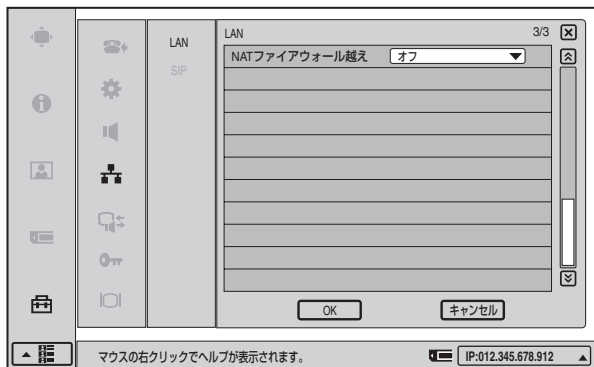 LAN
SIP
LAN 3/3
NATファイアウォール越え オフ
OK キャンセル
マウスの右クリックでヘルプが表示されます。
IP:012.345.678.912